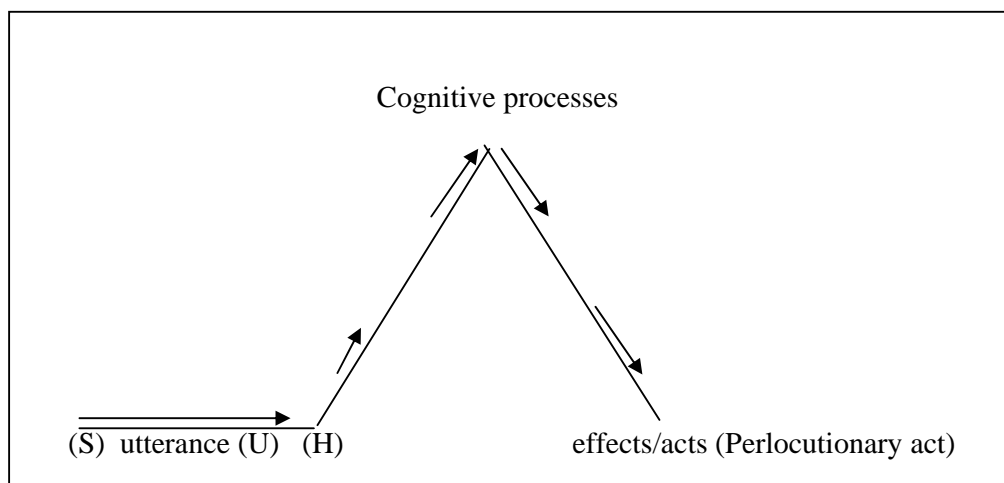 Cognitive processes
(S) utterance (U) (H) effects/acts (Perlocutionary act)